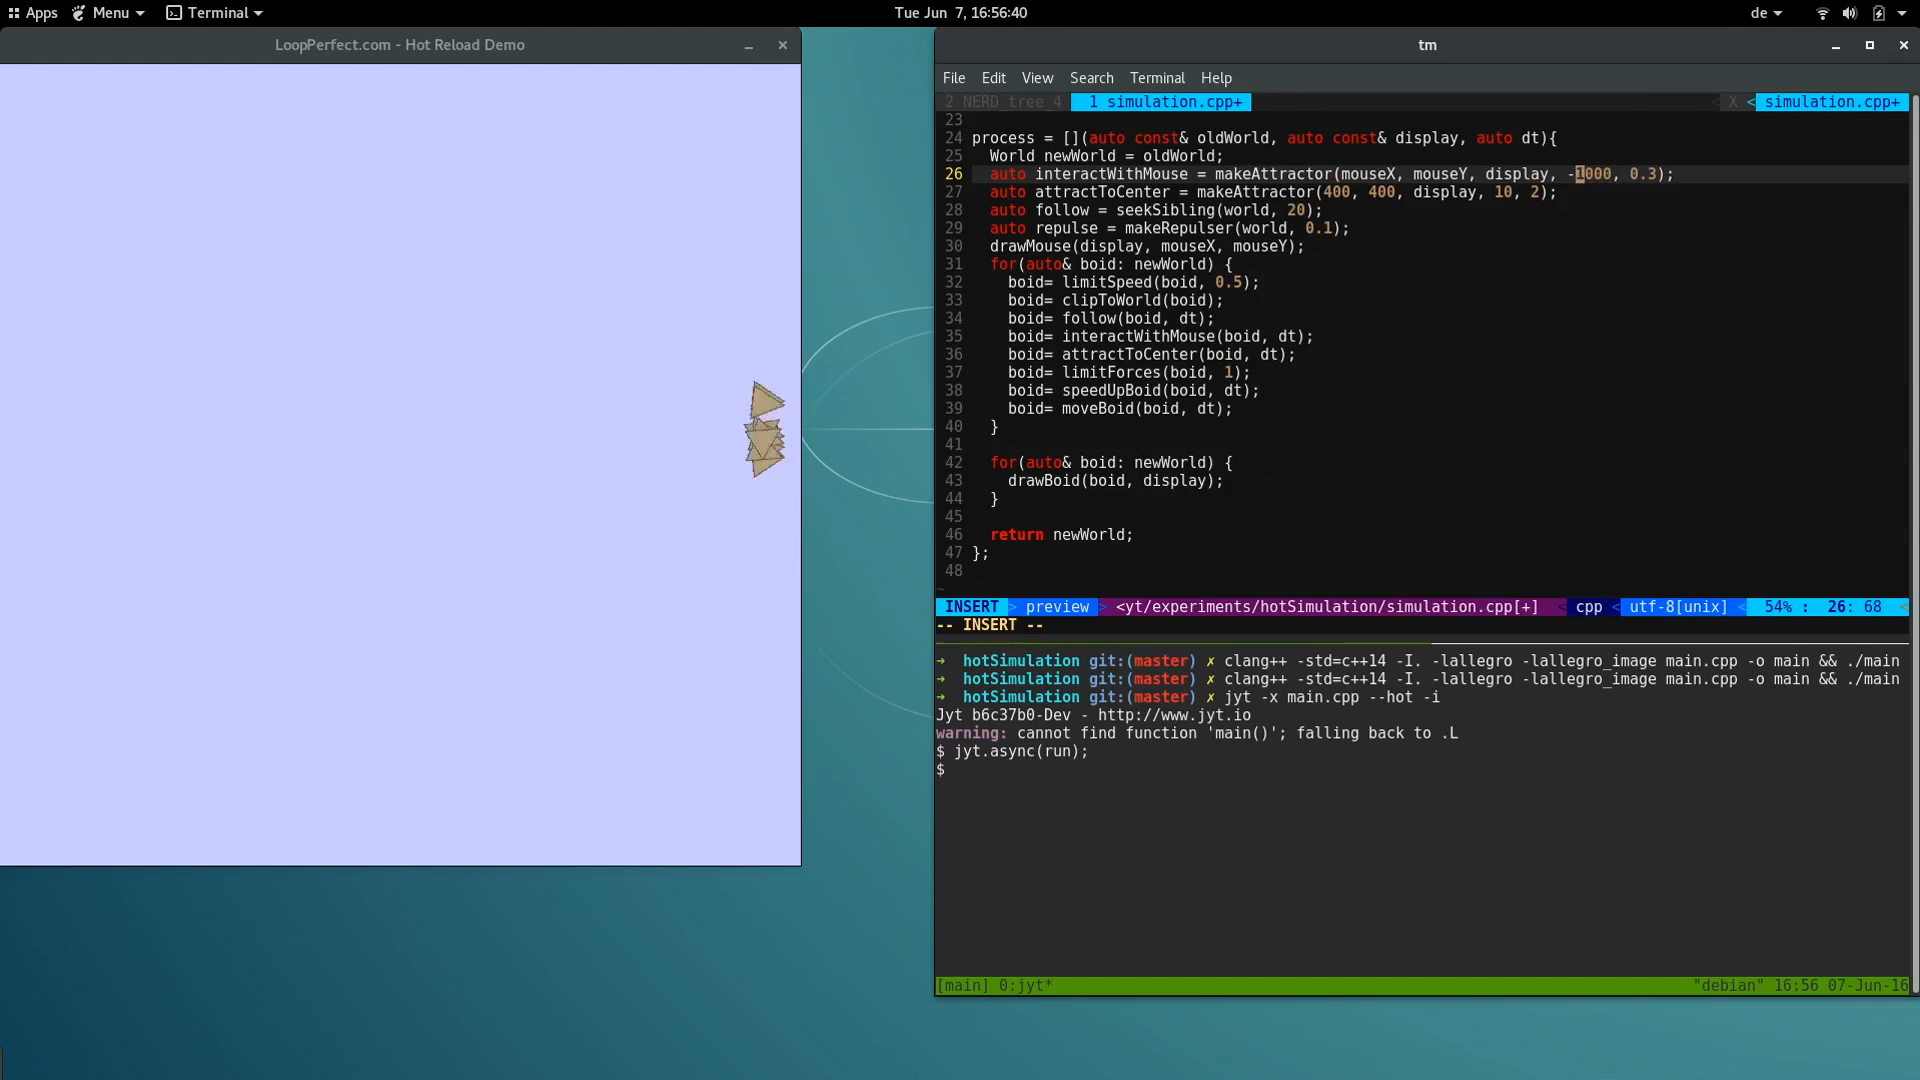 Apps Menu Terminal Tue Jun 7, 16:56:40 de
LoopPerfect.com - Hot Reload Demo
tm
File Edit View Search Terminal Help
2 NERD_tree_4 1 simulation.cpp+ < X < simulation.cpp+
23
24 process = [](auto const& oldWorld, auto const& display, auto dt){
25 World newWorld = oldWorld;
26 auto interactWithMouse = makeAttractor(mouseX, mouseY, display, -1000, 0.3);
27 auto attractToCenter = makeAttractor(400, 400, display, 10, 2);
28 auto follow = seekSibling(world, 20);
29 auto repulse = makeRepulser(world, 0.1);
30 drawMouse(display, mouseX, mouseY);
31 for(auto& boid: newWorld) {
32 boid= limitSpeed(boid, 0.5);
33 boid= clipToWorld(boid);
34 boid= follow(boid, dt);
35 boid= interactWithMouse(boid, dt);
36 boid= attractToCenter(boid, dt);
37 boid= limitForces(boid, 1);
38 boid= speedUpBoid(boid, dt);
39 boid= moveBoid(boid, dt);
40 }
41
42 for(auto& boid: newWorld) {
43 drawBoid(boid, display);
44 }
45
46 return newWorld;
47 };
48
~
INSERT > preview > <yt/experiments/hotSimulation/simulation.cpp[+] < cpp < utf-8[unix] < 54% : 26: 68 <
-- INSERT --
➜ hotSimulation git:(master) ✗ clang++ -std=c++14 -I. -lallegro -lallegro_image main.cpp -o main && ./main
➜ hotSimulation git:(master) ✗ clang++ -std=c++14 -I. -lallegro -lallegro_image main.cpp -o main && ./main
➜ hotSimulation git:(master) ✗ jyt -x main.cpp --hot -i
Jyt b6c37b0-Dev - http://www.jyt.io
warning: cannot find function 'main()'; falling back to .L
$ jyt.async(run);
$
[main] 0:jyt* "debian" 16:56 07-Jun-16